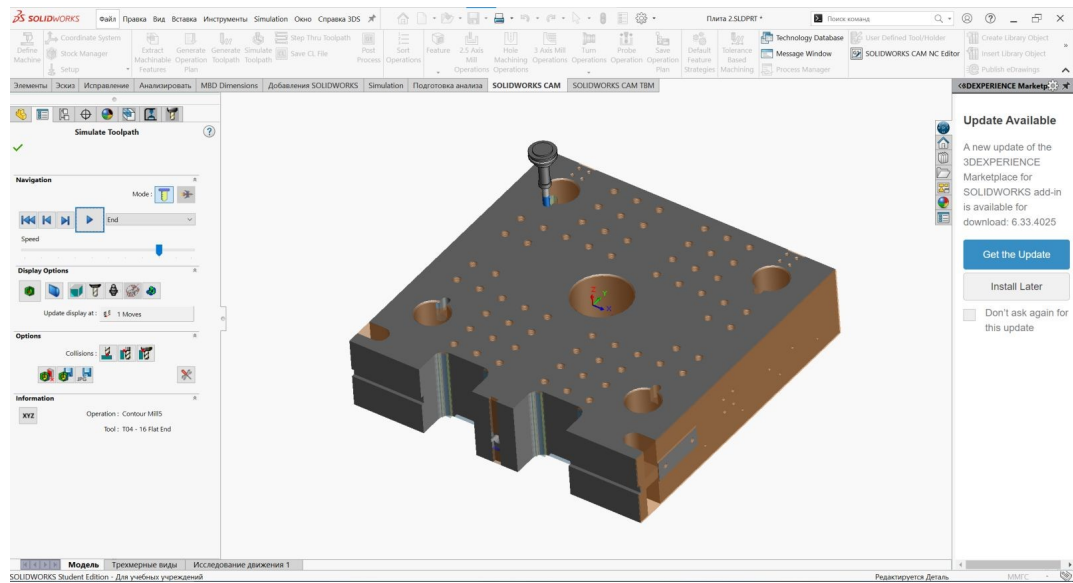 SOLIDWORKS Файл Правка Вид Вставка Инструменты Simulation Окно Справка 3DS Плита 2.SLDPRT * Поиск команд
Define Machine Coordinate System Stock Manager Setup Extract Machinable Features Generate Operation Plan Generate Toolpath Simulate Toolpath Step Thru Toolpath Save CL File Post Process Sort Operations Feature 2.5 Axis Mill Operations Hole Machining Operations 3 Axis Mill Operations Turn Operations Probe Operation Save Operation Plan Default Feature Strategies Tolerance Based Machining Technology Database Message Window Process Manager User Defined Tool/Holder SOLIDWORKS CAM NC Editor Create Library Object Insert Library Object Publish eDrawings
Элементы Эскиз Исправление Анализировать MBD Dimensions Добавления SOLIDWORKS Simulation Подготовка анализа SOLIDWORKS CAM SOLIDWORKS CAM TBM
Simulate Toolpath
Navigation
Mode :
End
Speed
Display Options
Update display at : 1 Moves
Options
Collisions :
Information
XYZ
Operation : Contour Mill5
Tool : T04 - 16 Flat End
Z
Y
X
Update Available
A new update of the
3DEXPERIENCE
Marketplace for
SOLIDWORKS add-in
is available for
download: 6.33.4025
Get the Update
Install Later
Don't ask again for
this update
Модель Трехмерные виды Исследование движения 1
SOLIDWORKS Student Edition - Для учебных учреждений Редактируется Деталь ММГС